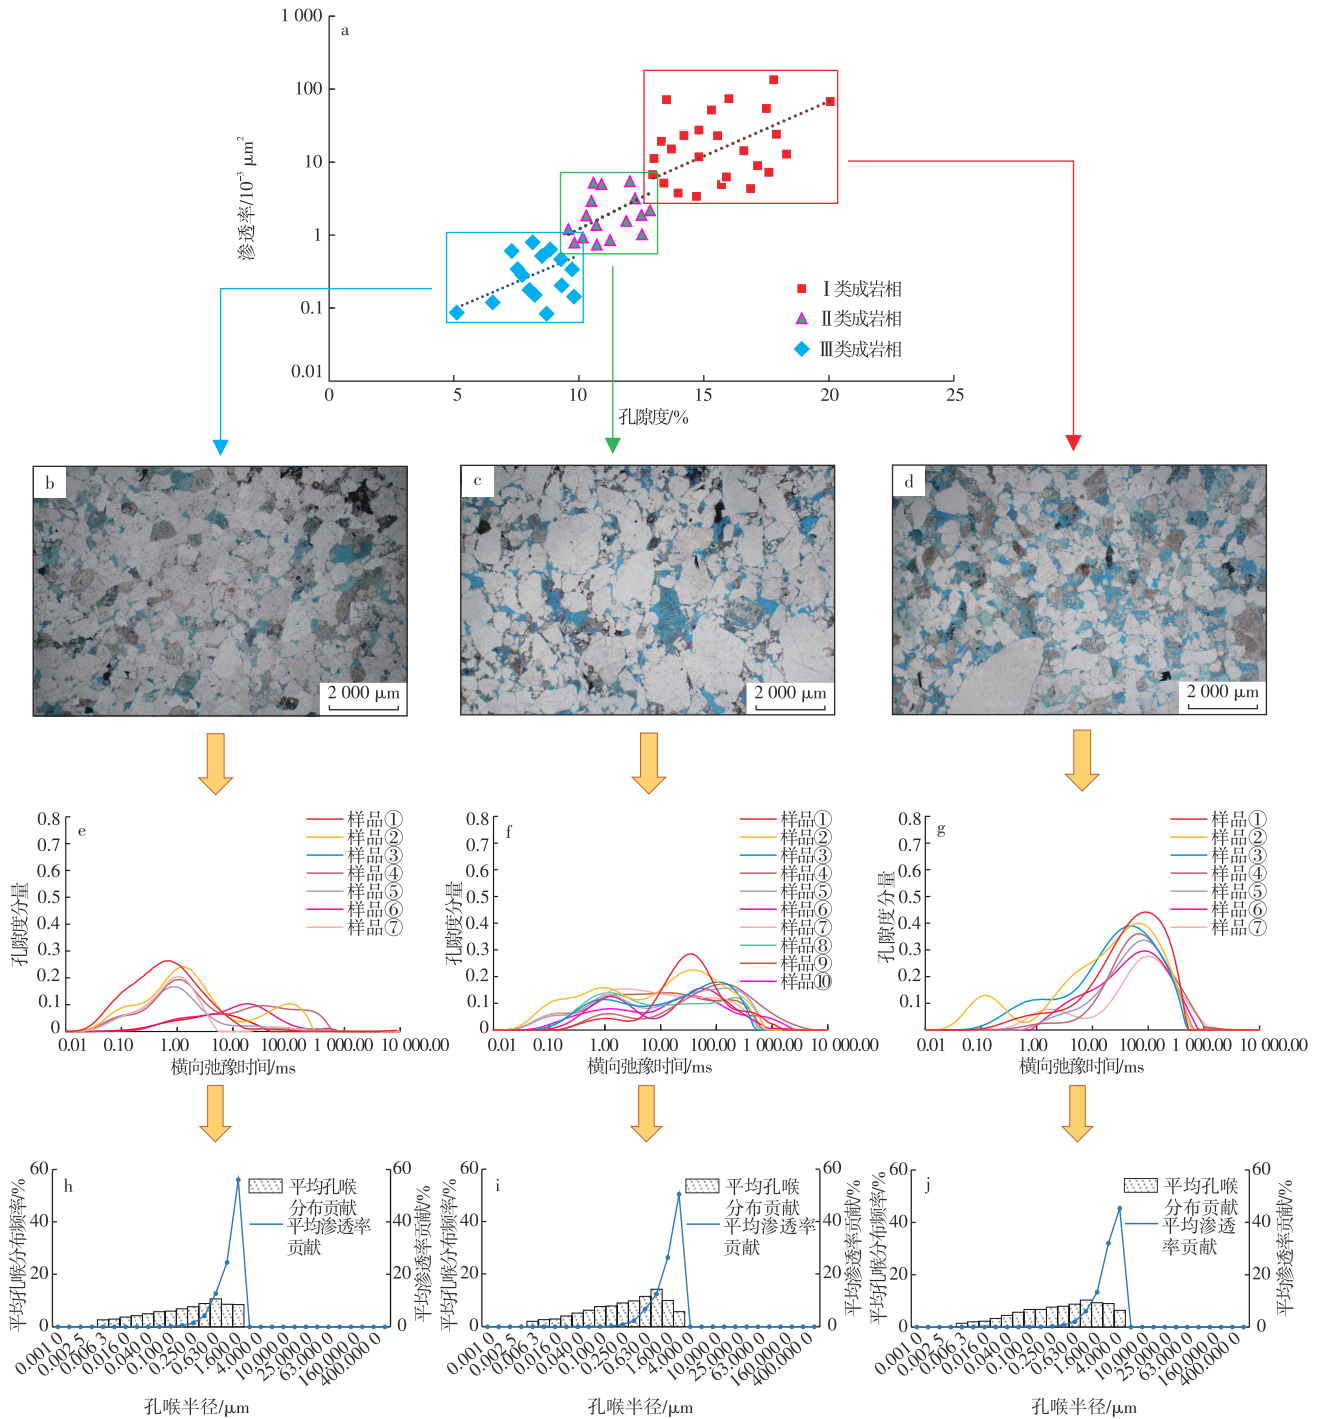 a
1 000
100
10
1
0.1
0.01
渗透率/10⁻³ μm²
0 5 10 15 20 25
孔隙度/%
Ⅰ类成岩相
Ⅱ类成岩相
Ⅲ类成岩相
b
2 000 μm
c
2 000 μm
d
2 000 μm
e
孔隙度分量
0.8
0.7
0.6
0.5
0.4
0.3
0.2
0.1
0
样品①
样品②
样品③
样品④
样品⑤
样品⑥
样品⑦
0.01 0.10 1.00 10.00 100.00 1 000.00 10 000.00
横向弛豫时间/ms
f
孔隙度分量
0.8
0.7
0.6
0.5
0.4
0.3
0.2
0.1
0
样品①
样品②
样品③
样品④
样品⑤
样品⑥
样品⑦
样品⑧
样品⑨
样品⑩
0.01 0.10 1.00 10.00 100.00 1 000.00 10 000.00
横向弛豫时间/ms
g
孔隙度分量
0.8
0.7
0.6
0.5
0.4
0.3
0.2
0.1
样品①
样品②
样品③
样品④
样品⑤
样品⑥
样品⑦
0.01 0.10 1.00 10.00 100.00 1 000.00 10 000.00
横向弛豫时间/ms
h
平均孔喉分布频率/%
60
40
20
0
平均孔喉
分布贡献
平均渗透率
贡献
60
40
20
0
平均渗透率贡献/%
0.001 0 0.002 5 0.006 3 0.016 0 0.040 0 0.100 0 0.250 0 0.630 0 1.600 0 4.000 0 10.000 0 25.000 0 63.000 0 160.000 0 400.000 0
孔喉半径/μm
i
平均孔喉分布频率/%
60
40
20
0
平均孔喉
分布贡献
平均渗透率
贡献
60
40
20
0
平均渗透率贡献/%
0.001 0 0.002 5 0.006 3 0.016 0 0.040 0 0.100 0 0.250 0 0.630 0 1.600 0 4.000 0 10.000 0 25.000 0 63.000 0 160.000 0 400.000 0
孔喉半径/μm
j
平均孔喉分布频率/%
60
40
20
0
平均孔喉
分布贡献
平均渗透
率贡献
60
40
20
0
平均渗透率贡献/%
0.001 0 0.002 5 0.006 3 0.016 0 0.040 0 0.100 0 0.250 0 0.630 0 1.600 0 4.000 0 10.000 0 25.000 0 63.000 0 160.000 0 400.000 0
孔喉半径/μm